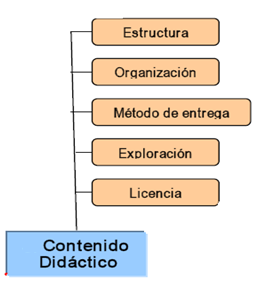 Estructura
Organización
Método de entrega
Exploración
Licencia
Contenido
Didáctico